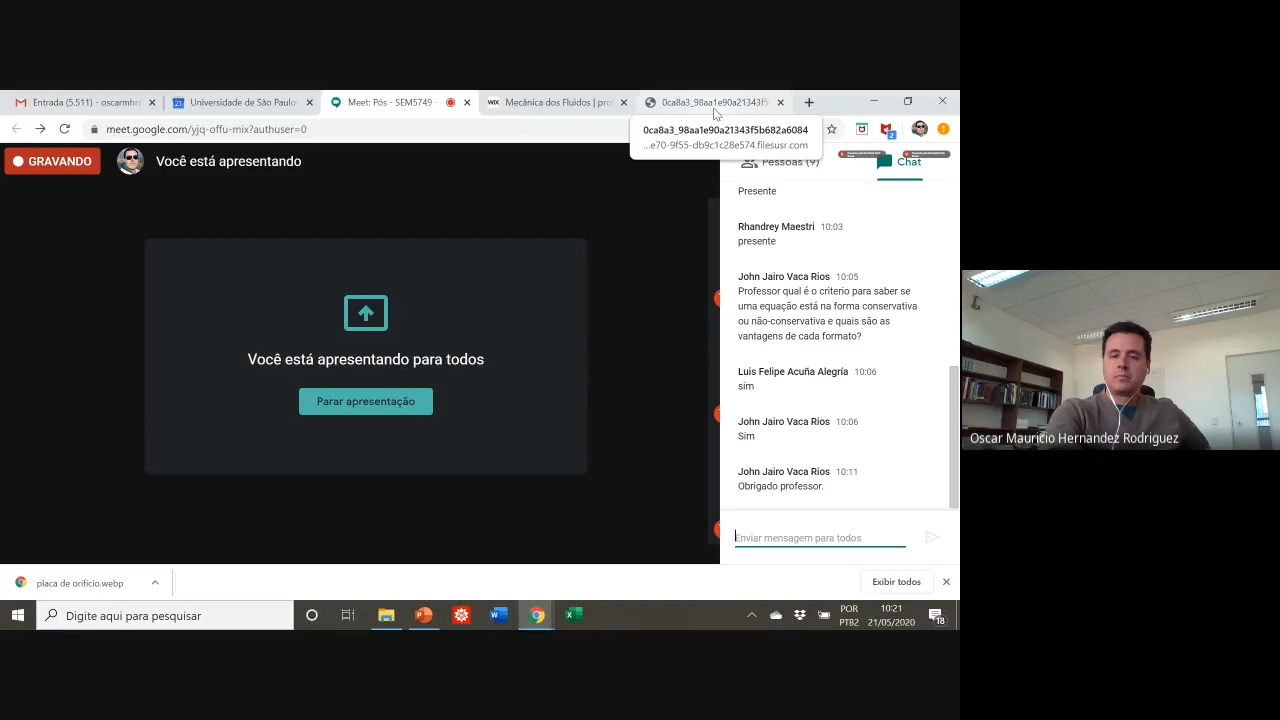 Entrada (5.511) - oscarmhr
Universidade de São Paulo
Meet: Pós - SEM5749 -
WIX Mecânica dos Fluidos | pro
0ca8a3_98aa1e90a21343f5
meet.google.com/yjq-offu-mix?authuser=0
0ca8a3_98aa1e90a21343f5b682a6084
...e70-9f55-db9c1c28e574.filesusr.com
2
GRAVANDO
Você está apresentando
Pessoas (9)
Chat
Você está apresentando para todos
Parar apresentação
Presente
Rhandrey Maestri 10:03
presente
John Jairo Vaca Rios 10:05
Professor qual é o criterio para saber se
uma equação está na forma conservativa
ou não-conservativa e quais são as
vantagens de cada formato?
Luis Felipe Acuña Alegría 10:06
sim
John Jairo Vaca Rios 10:06
Sim
John Jairo Vaca Rios 10:11
Obrigado professor.
Enviar mensagem para todos
Oscar Mauricio Hernandez Rodriguez
placa de orificio.webp
Exibir todos
Digite aqui para pesquisar
POR
PTB2
10:21
21/05/2020
18